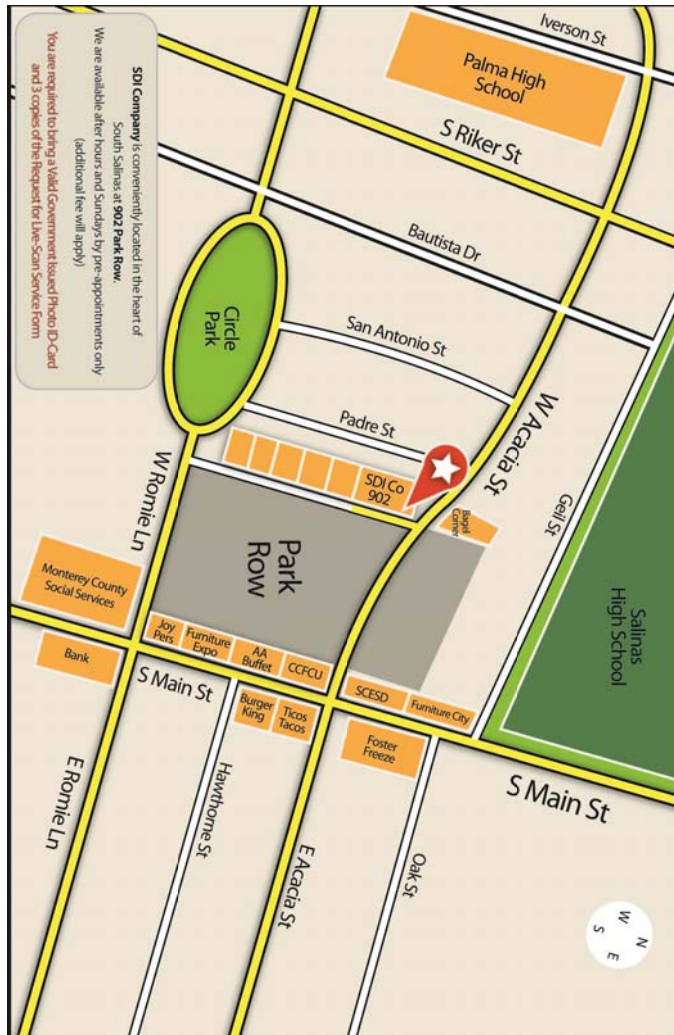 Iverson St
Palma High
School
S Riker St
Bautista Dr
San Antonio St
Circle
Park
Padre St
W Acacia St
Geil St
SDI Co
902
Bagel
Corner
Salinas
High School
W Romie Ln
Park
Row
Monterey County
Social Services
Joy
Pers
Furniture
Expo
AA
Buffet
CCFCU
SCESD
Furniture City
Bank
S Main St
Burger
King
Ticos
Tacos
Foster
Freeze
S Main St
E Romie Ln
Hawthorne St
E Acacia St
Oak St
N
W
E
S
SDI Company is conveniently located in the heart of
South Salinas at 902 Park Row.
We are available after hours and Sundays by pre-appointments only
(additional fee will apply)
You are required to bring a Valid Government Issued Photo ID-Card
and 3 copies of the Request for Live-Scan Service Form